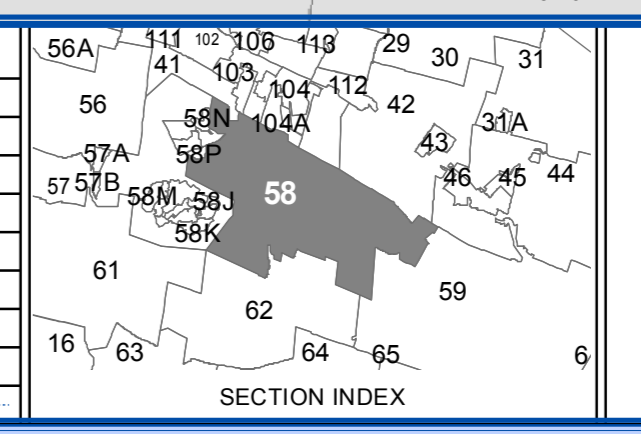 111 102 106 113 29
56A 30 31
41 103
104 112
56 42
58N 104A 31A
43
57A 58P
57 57B 46 45 44
58M 58J 58
58K
61 59
62
16 63 64 65 6
SECTION INDEX